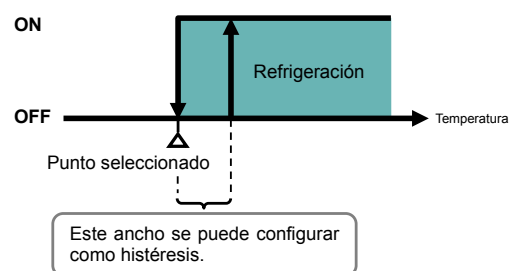 ON
Refrigeración
OFF
Temperatura
Punto seleccionado
Este ancho se puede configurar
como histéresis.